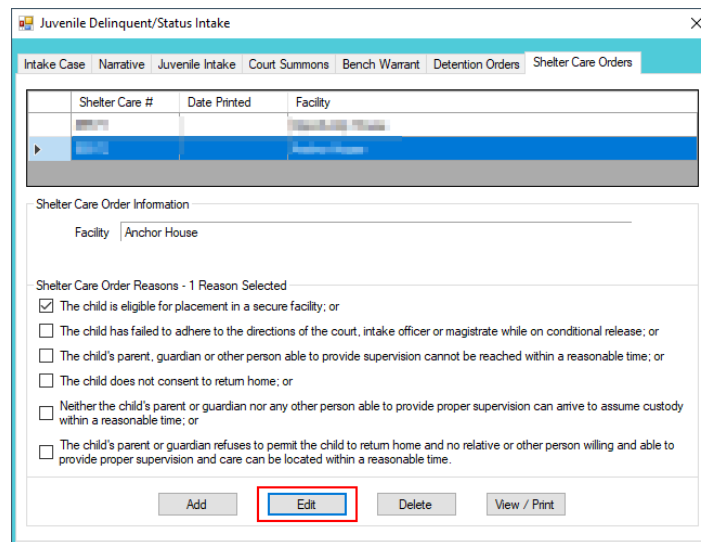 Juvenile Delinquent/Status Intake
Intake Case Narrative Juvenile Intake Court Summons Bench Warrant Detention Orders Shelter Care Orders
Shelter Care # Date Printed Facility
Shelter Care Order Information
Facility Anchor House
Shelter Care Order Reasons - 1 Reason Selected
The child is eligible for placement in a secure facility; or
The child has failed to adhere to the directions of the court, intake officer or magistrate while on conditional release; or
The child's parent, guardian or other person able to provide supervision cannot be reached within a reasonable time; or
The child does not consent to return home; or
Neither the child's parent or guardian nor any other person able to provide proper supervision can arrive to assume custody
within a reasonable time; or
The child's parent or guardian refuses to permit the child to return home and no relative or other person willing and able to
provide proper supervision and care can be located within a reasonable time.
Add Edit Delete View / Print